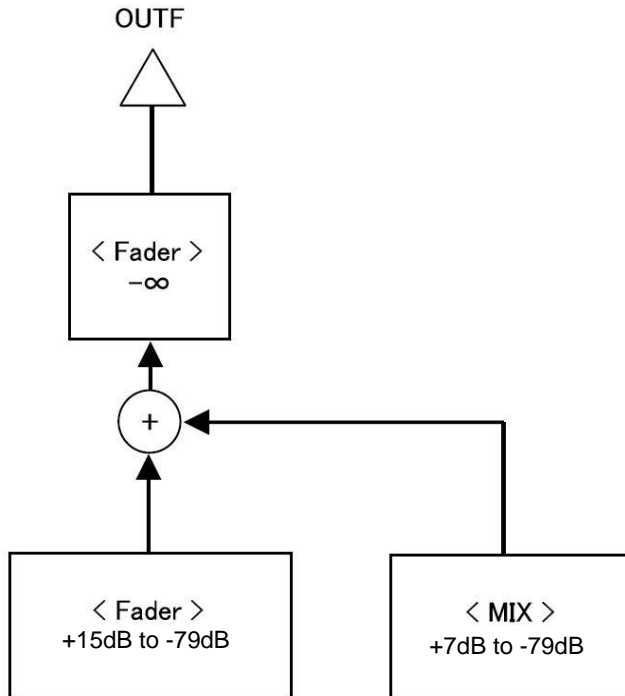 OUTF
< Fader >
-∞
+
< Fader >
+15dB to -79dB
< MIX >
+7dB to -79dB